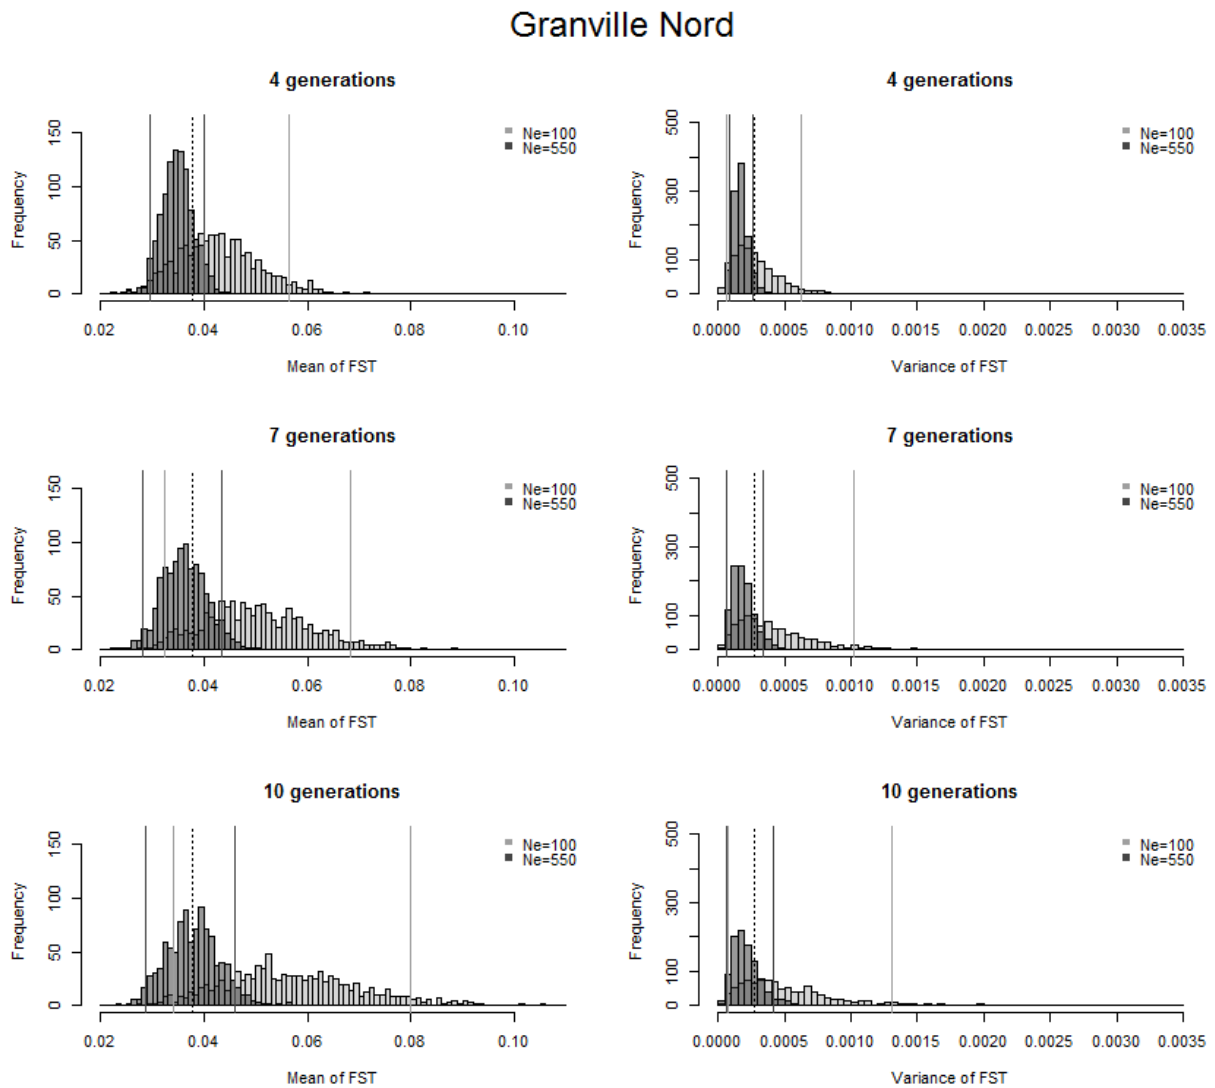 Granville Nord
4 generations
Frequency
0 50 100 150
Ne=100
Ne=550
0.02 0.04 0.06 0.08 0.10
Mean of FST
4 generations
Frequency
0 100 300 500
Ne=100
Ne=550
0.0000 0.0005 0.0010 0.0015 0.0020 0.0025 0.0030 0.0035
Variance of FST
7 generations
Frequency
0 50 100 150
Ne=100
Ne=550
0.02 0.04 0.06 0.08 0.10
Mean of FST
7 generations
Frequency
0 100 300 500
Ne=100
Ne=550
0.0000 0.0005 0.0010 0.0015 0.0020 0.0025 0.0030 0.0035
Variance of FST
10 generations
Frequency
0 50 100 150
Ne=100
Ne=550
0.02 0.04 0.06 0.08 0.10
Mean of FST
10 generations
Frequency
0 100 300 500
Ne=100
Ne=550
0.0000 0.0005 0.0010 0.0015 0.0020 0.0025 0.0030 0.0035
Variance of FST